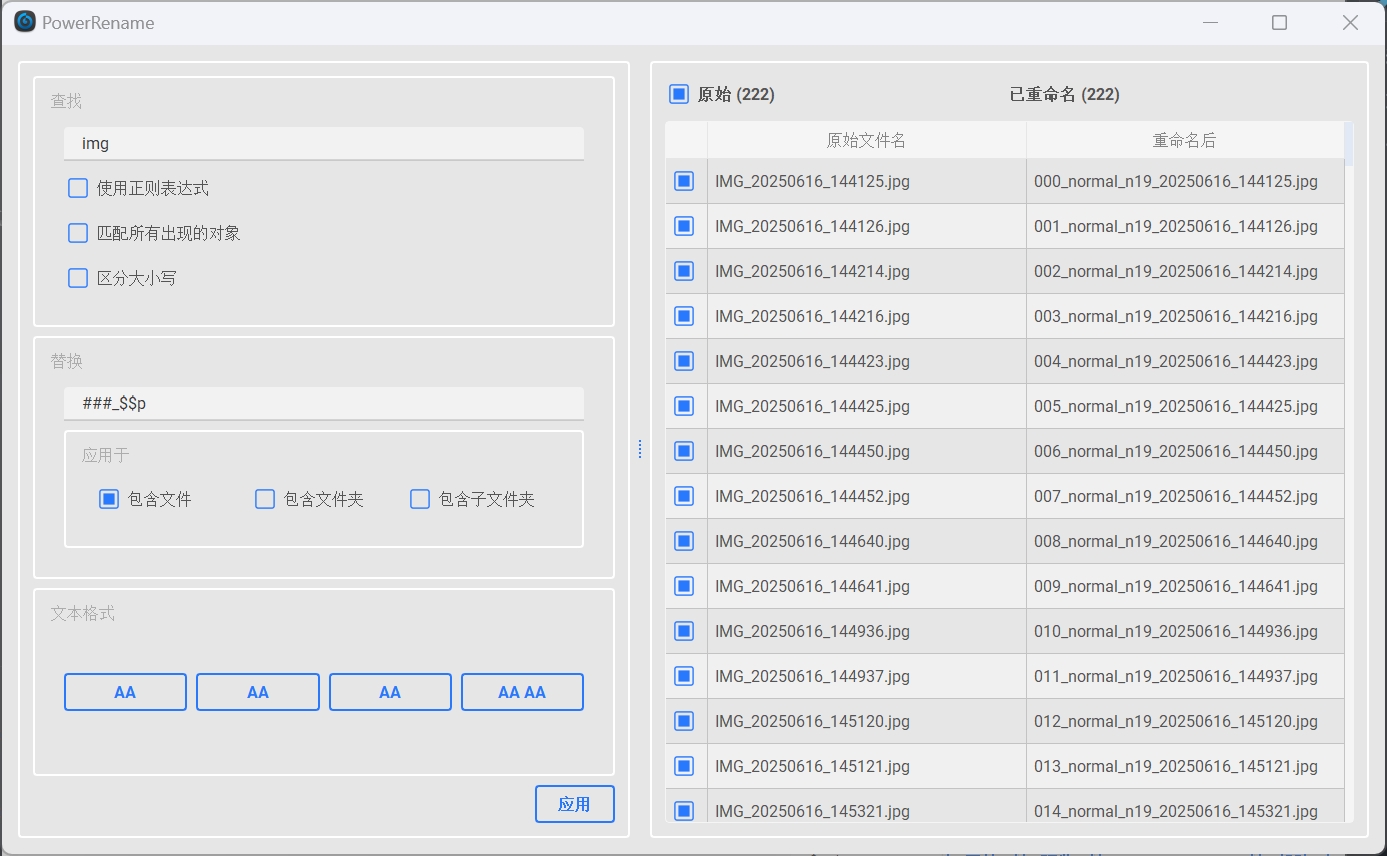 PowerRename
查找
img
使用正则表达式
匹配所有出现的对象
区分大小写
替换
###_$$p
应用于
包含文件 包含文件夹 包含子文件夹
文本格式
AA AA AA AA AA
应用
原始 (222) 已重命名 (222)
原始文件名 重命名后
IMG_20250616_144125.jpg 000_normal_n19_20250616_144125.jpg
IMG_20250616_144126.jpg 001_normal_n19_20250616_144126.jpg
IMG_20250616_144214.jpg 002_normal_n19_20250616_144214.jpg
IMG_20250616_144216.jpg 003_normal_n19_20250616_144216.jpg
IMG_20250616_144423.jpg 004_normal_n19_20250616_144423.jpg
IMG_20250616_144425.jpg 005_normal_n19_20250616_144425.jpg
IMG_20250616_144450.jpg 006_normal_n19_20250616_144450.jpg
IMG_20250616_144452.jpg 007_normal_n19_20250616_144452.jpg
IMG_20250616_144640.jpg 008_normal_n19_20250616_144640.jpg
IMG_20250616_144641.jpg 009_normal_n19_20250616_144641.jpg
IMG_20250616_144936.jpg 010_normal_n19_20250616_144936.jpg
IMG_20250616_144937.jpg 011_normal_n19_20250616_144937.jpg
IMG_20250616_145120.jpg 012_normal_n19_20250616_145120.jpg
IMG_20250616_145121.jpg 013_normal_n19_20250616_145121.jpg
IMG_20250616_145321.jpg 014_normal_n19_20250616_145321.jpg